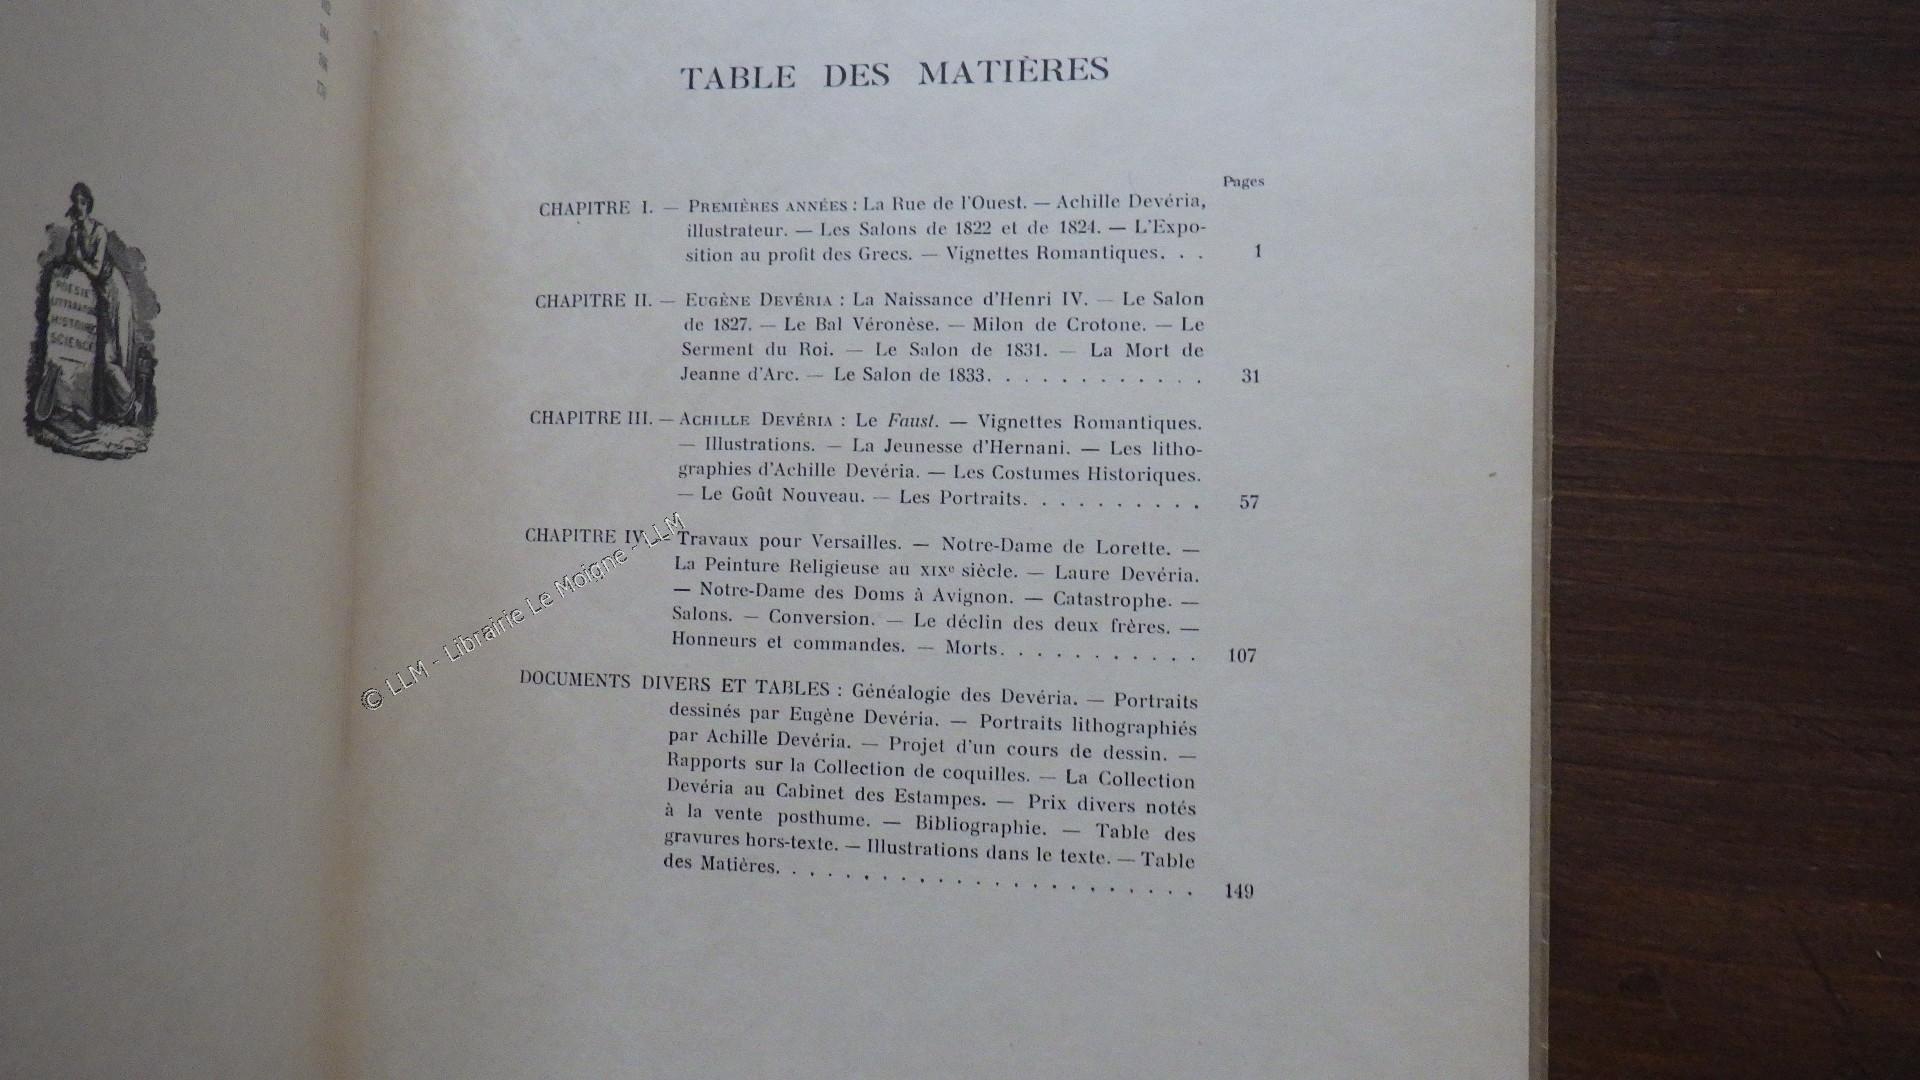 POÉSIE
LITTÉRATURE
HISTOIRE
SCIENCE
TABLE DES MATIÈRES
Pages
CHAPITRE I. — PREMIÈRES ANNÉES : La Rue de l'Ouest. — Achille Devéria,
illustrateur. — Les Salons de 1822 et de 1824. — L'Expo-
sition au profit des Grecs. — Vignettes Romantiques. . . 1
CHAPITRE II. — EUGÈNE DEVÉRIA : La Naissance d'Henri IV. — Le Salon
de 1827. — Le Bal Véronèse. — Milon de Crotone. — Le
Serment du Roi. — Le Salon de 1831. — La Mort de
Jeanne d'Arc. — Le Salon de 1833. . . . . . . . . . . . 31
CHAPITRE III. — ACHILLE DEVÉRIA : Le Faust. — Vignettes Romantiques.
— Illustrations. — La Jeunesse d'Hernani. — Les litho-
graphies d'Achille Devéria. — Les Costumes Historiques.
— Le Goût Nouveau. — Les Portraits. . . . . . . . . . 57
CHAPITRE IV. — Travaux pour Versailles. — Notre-Dame de Lorette. —
La Peinture Religieuse au XIXe siècle. — Laure Devéria.
— Notre-Dame des Doms à Avignon. — Catastrophe. —
Salons. — Conversion. — Le déclin des deux frères. —
Honneurs et commandes. — Morts. . . . . . . . . . . 107
DOCUMENTS DIVERS ET TABLES : Généalogie des Devéria. — Portraits
dessinés par Eugène Devéria. — Portraits lithographiés
par Achille Devéria. — Projet d'un cours de dessin. —
Rapports sur la Collection de coquilles. — La Collection
Devéria au Cabinet des Estampes. — Prix divers notés
à la vente posthume. — Bibliographie. — Table des
gravures hors-texte. — Illustrations dans le texte. — Table
des Matières. . . . . . . . . . . . . . . . . . . . . . . 149
© LLM - Librairie Le Moigne - LLM